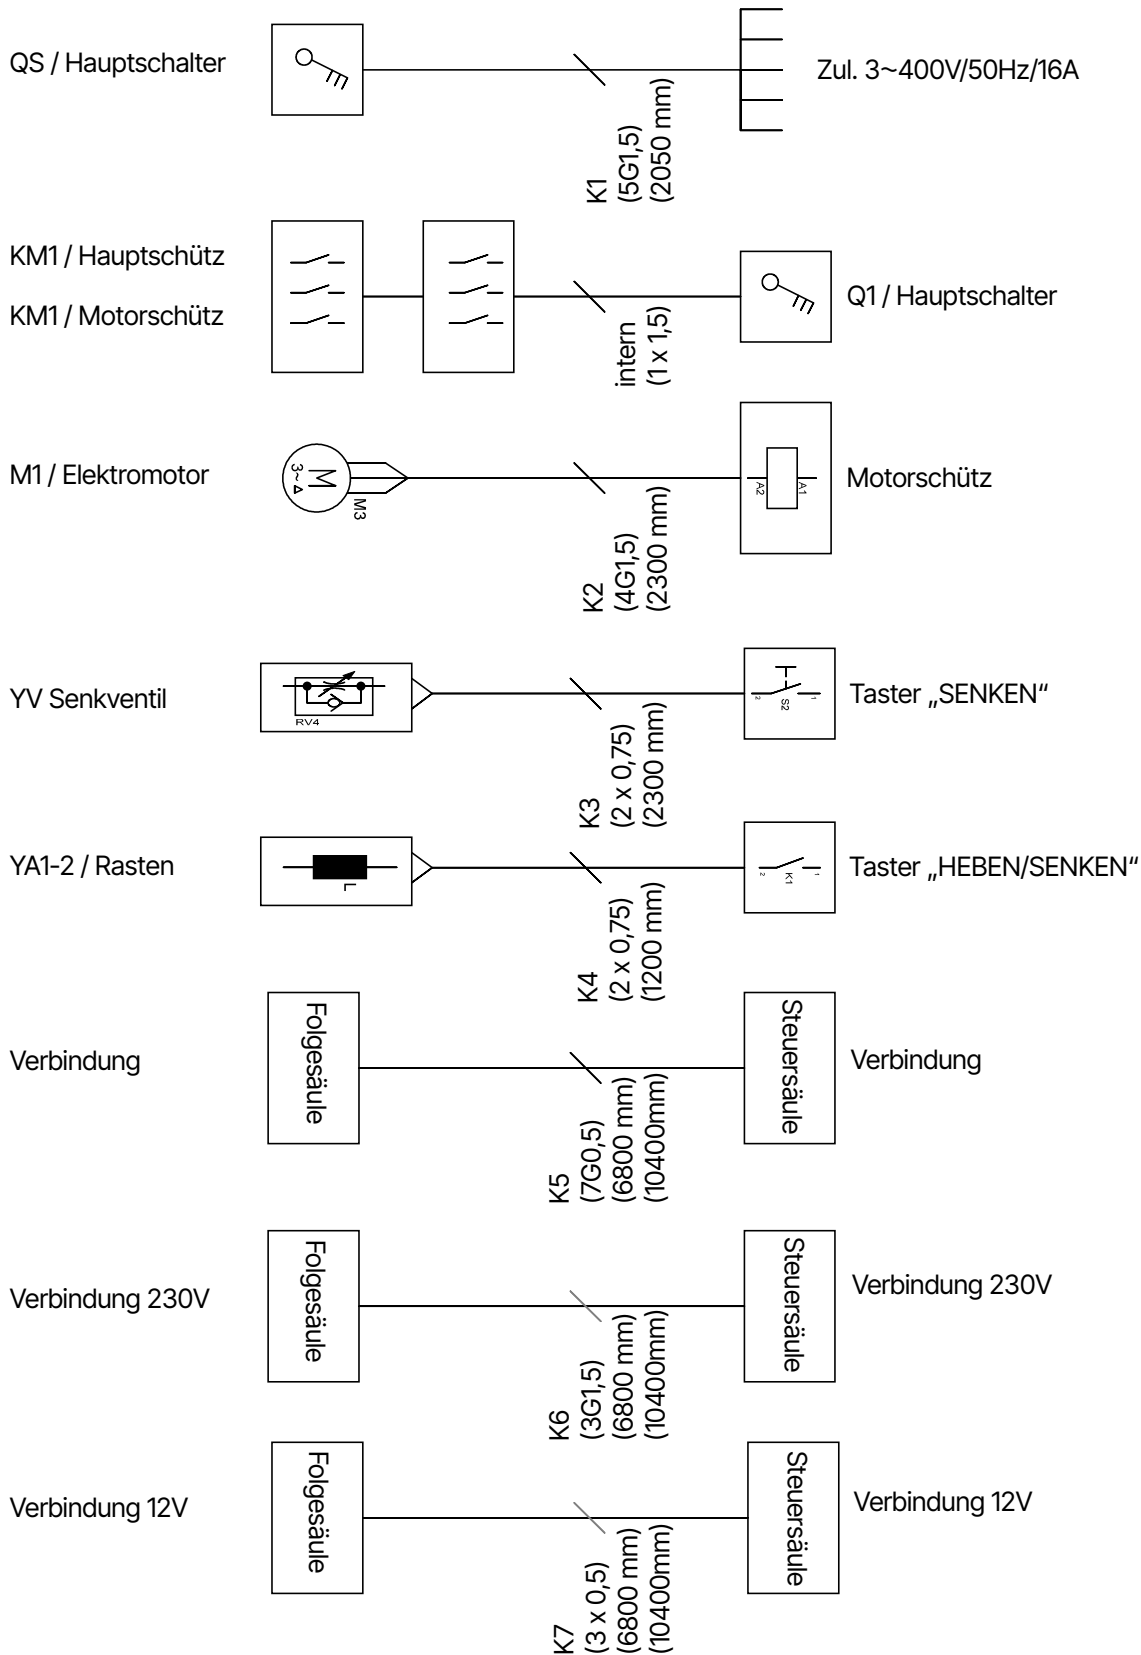 QS / Hauptschalter
Zul. 3~400V/50Hz/16A
K1
(5G1,5)
(2050 mm)
KM1 / Hauptschütz
KM1 / Motorschütz
Q1 / Hauptschalter
intern
(1 x 1,5)
M1 / Elektromotor
M
3~ Δ
M3
A1
A2
Motorschütz
K2
(4G1,5)
(2300 mm)
YV Senkventil
RV4
1
2
S2
Taster „SENKEN“
K3
(2 x 0,75)
(2300 mm)
YA1-2 / Rasten
L
1
2
K1
Taster „HEBEN/SENKEN“
K4
(2 x 0,75)
(1200 mm)
Verbindung
Folgesäule
Steuersäule
Verbindung
K5
(7G0,5)
(6800 mm)
(10400mm)
Verbindung 230V
Folgesäule
Steuersäule
Verbindung 230V
K6
(3G1,5)
(6800 mm)
(10400mm)
Verbindung 12V
Folgesäule
Steuersäule
Verbindung 12V
K7
(3 x 0,5)
(6800 mm)
(10400mm)